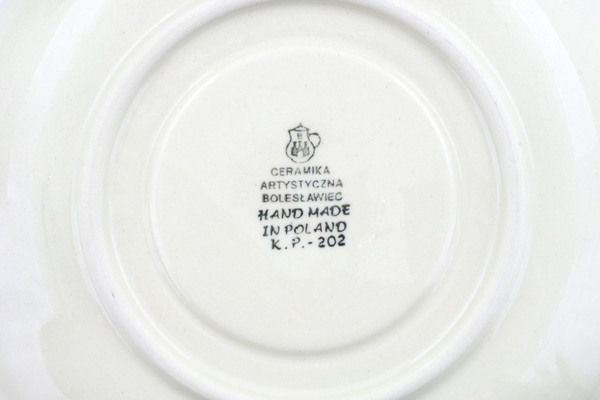 CERAMIKA
ARTYSTYCZNA
BOLESŁAWIEC
HAND MADE
IN POLAND
K.P.-202